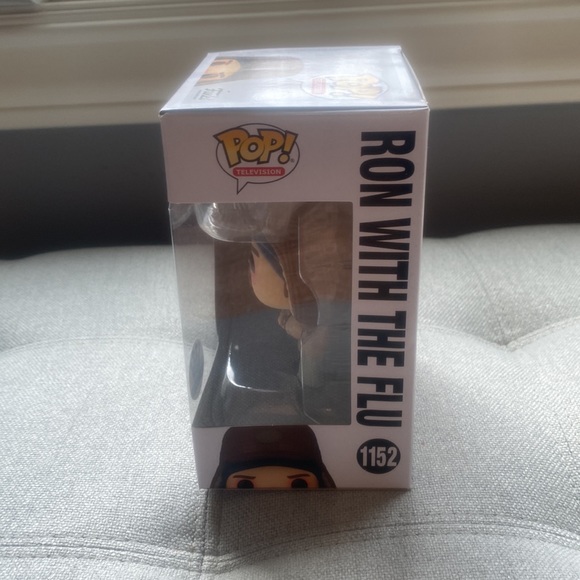 POP!
TELEVISION
RON WITH THE FLU
1152